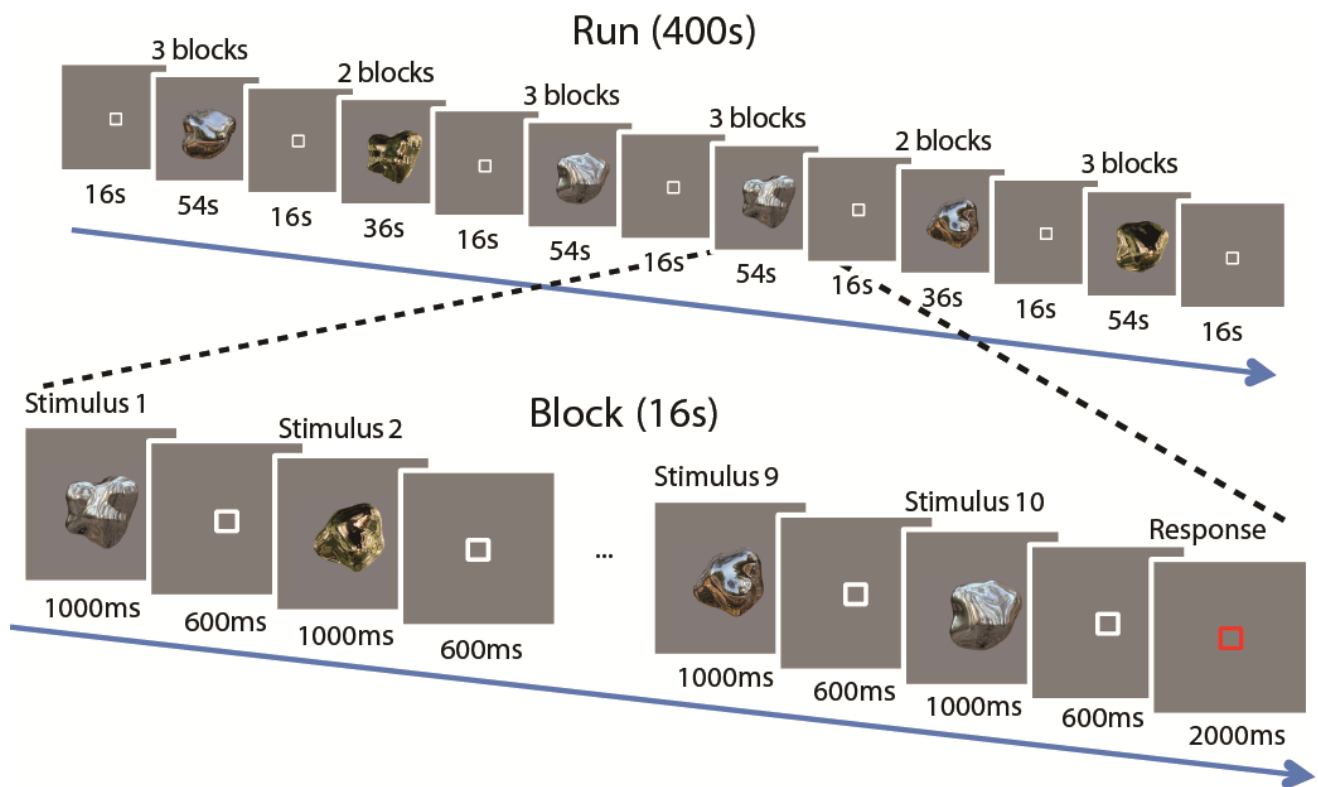 Run (400s)
3 blocks
2 blocks
3 blocks
3 blocks
2 blocks
3 blocks
16s
54s
16s
36s
16s
54s
16s
54s
16s
36s
16s
54s
16s
Block (16s)
Stimulus 1
Stimulus 2
...
Stimulus 9
Stimulus 10
Response
1000ms
600ms
1000ms
600ms
1000ms
600ms
1000ms
600ms
2000ms